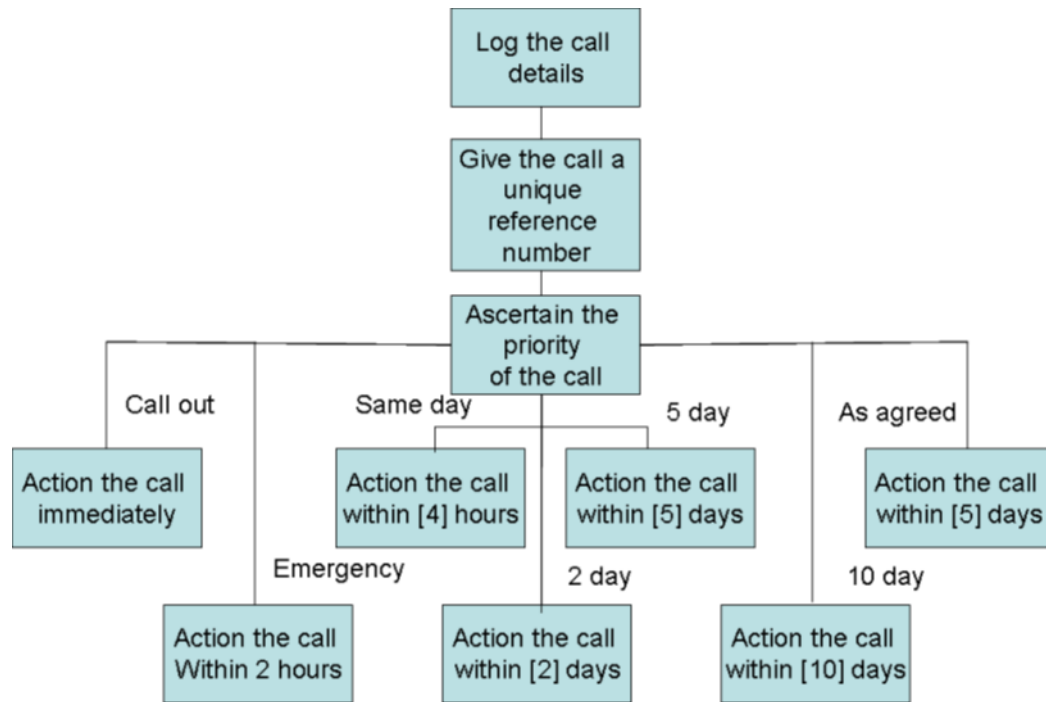 Log the call
details
Give the call a
unique
reference
number
Ascertain the
priority
of the call
Call out
Same day
5 day
As agreed
Action the call
immediately
Action the call
within [4] hours
Action the call
within [5] days
Action the call
within [5] days
Emergency
2 day
10 day
Action the call
Within 2 hours
Action the call
within [2] days
Action the call
within [10] days